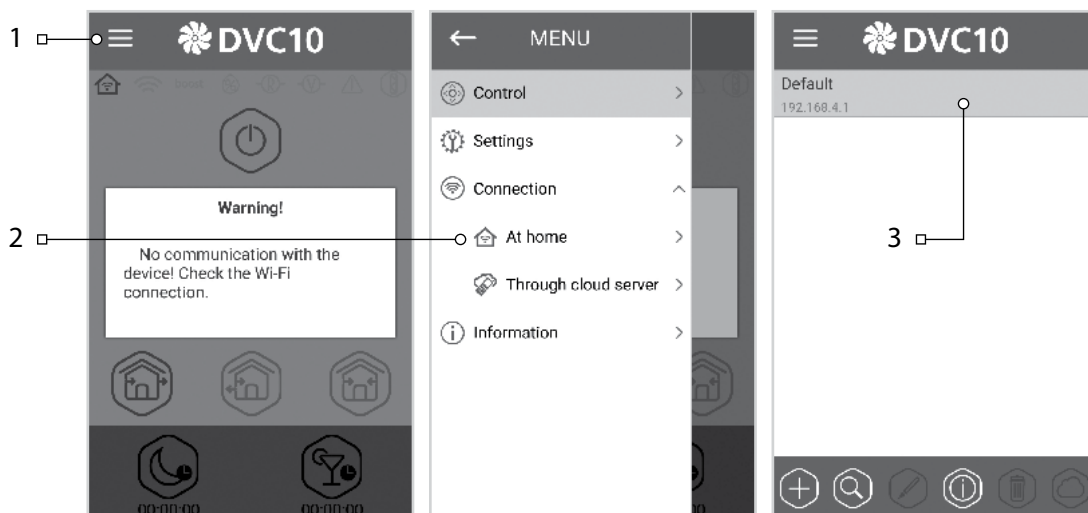 1
DVC10
Boost
Warning!
No communication with the
device! Check the Wi-Fi
connection.
00:00:00
00:00:00
2
MENU
Control
Settings
Connection
At home
Through cloud server
Information
3
DVC10
Default
192.168.4.1